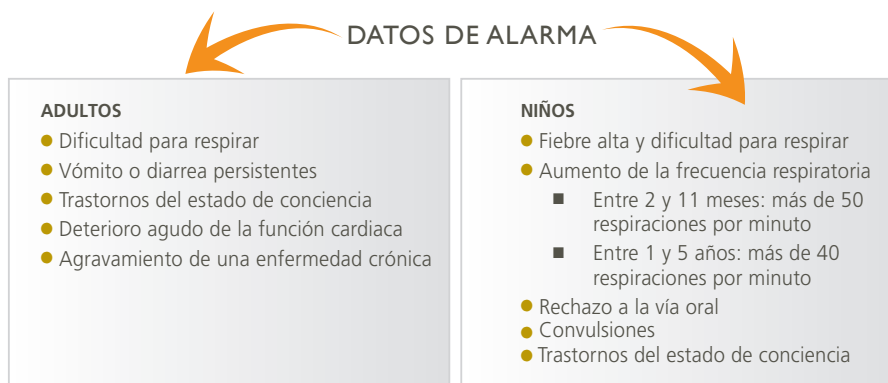 DATOS DE ALARMA
ADULTOS
● Dificultad para respirar
● Vómito o diarrea persistentes
● Trastornos del estado de conciencia
● Deterioro agudo de la función cardiaca
● Agravamiento de una enfermedad crónica
NIÑOS
● Fiebre alta y dificultad para respirar
● Aumento de la frecuencia respiratoria
■ Entre 2 y 11 meses: más de 50
respiraciones por minuto
■ Entre 1 y 5 años: más de 40
respiraciones por minuto
● Rechazo a la vía oral
● Convulsiones
● Trastornos del estado de conciencia